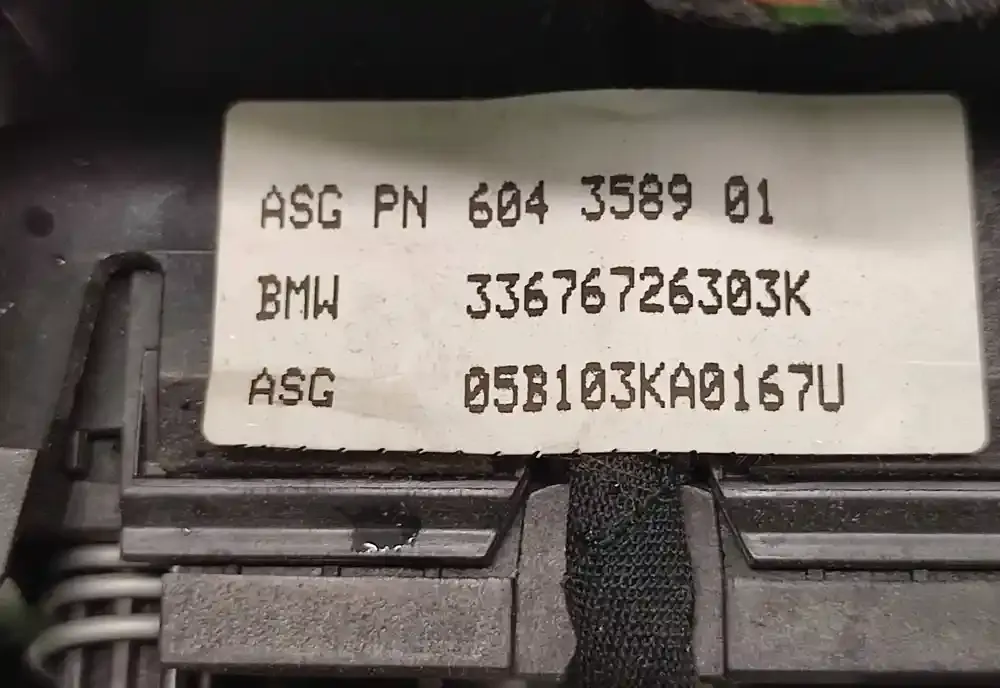 ASG PN 604 3589 01
BMW 33676726303K
ASG 05B103KA0167U